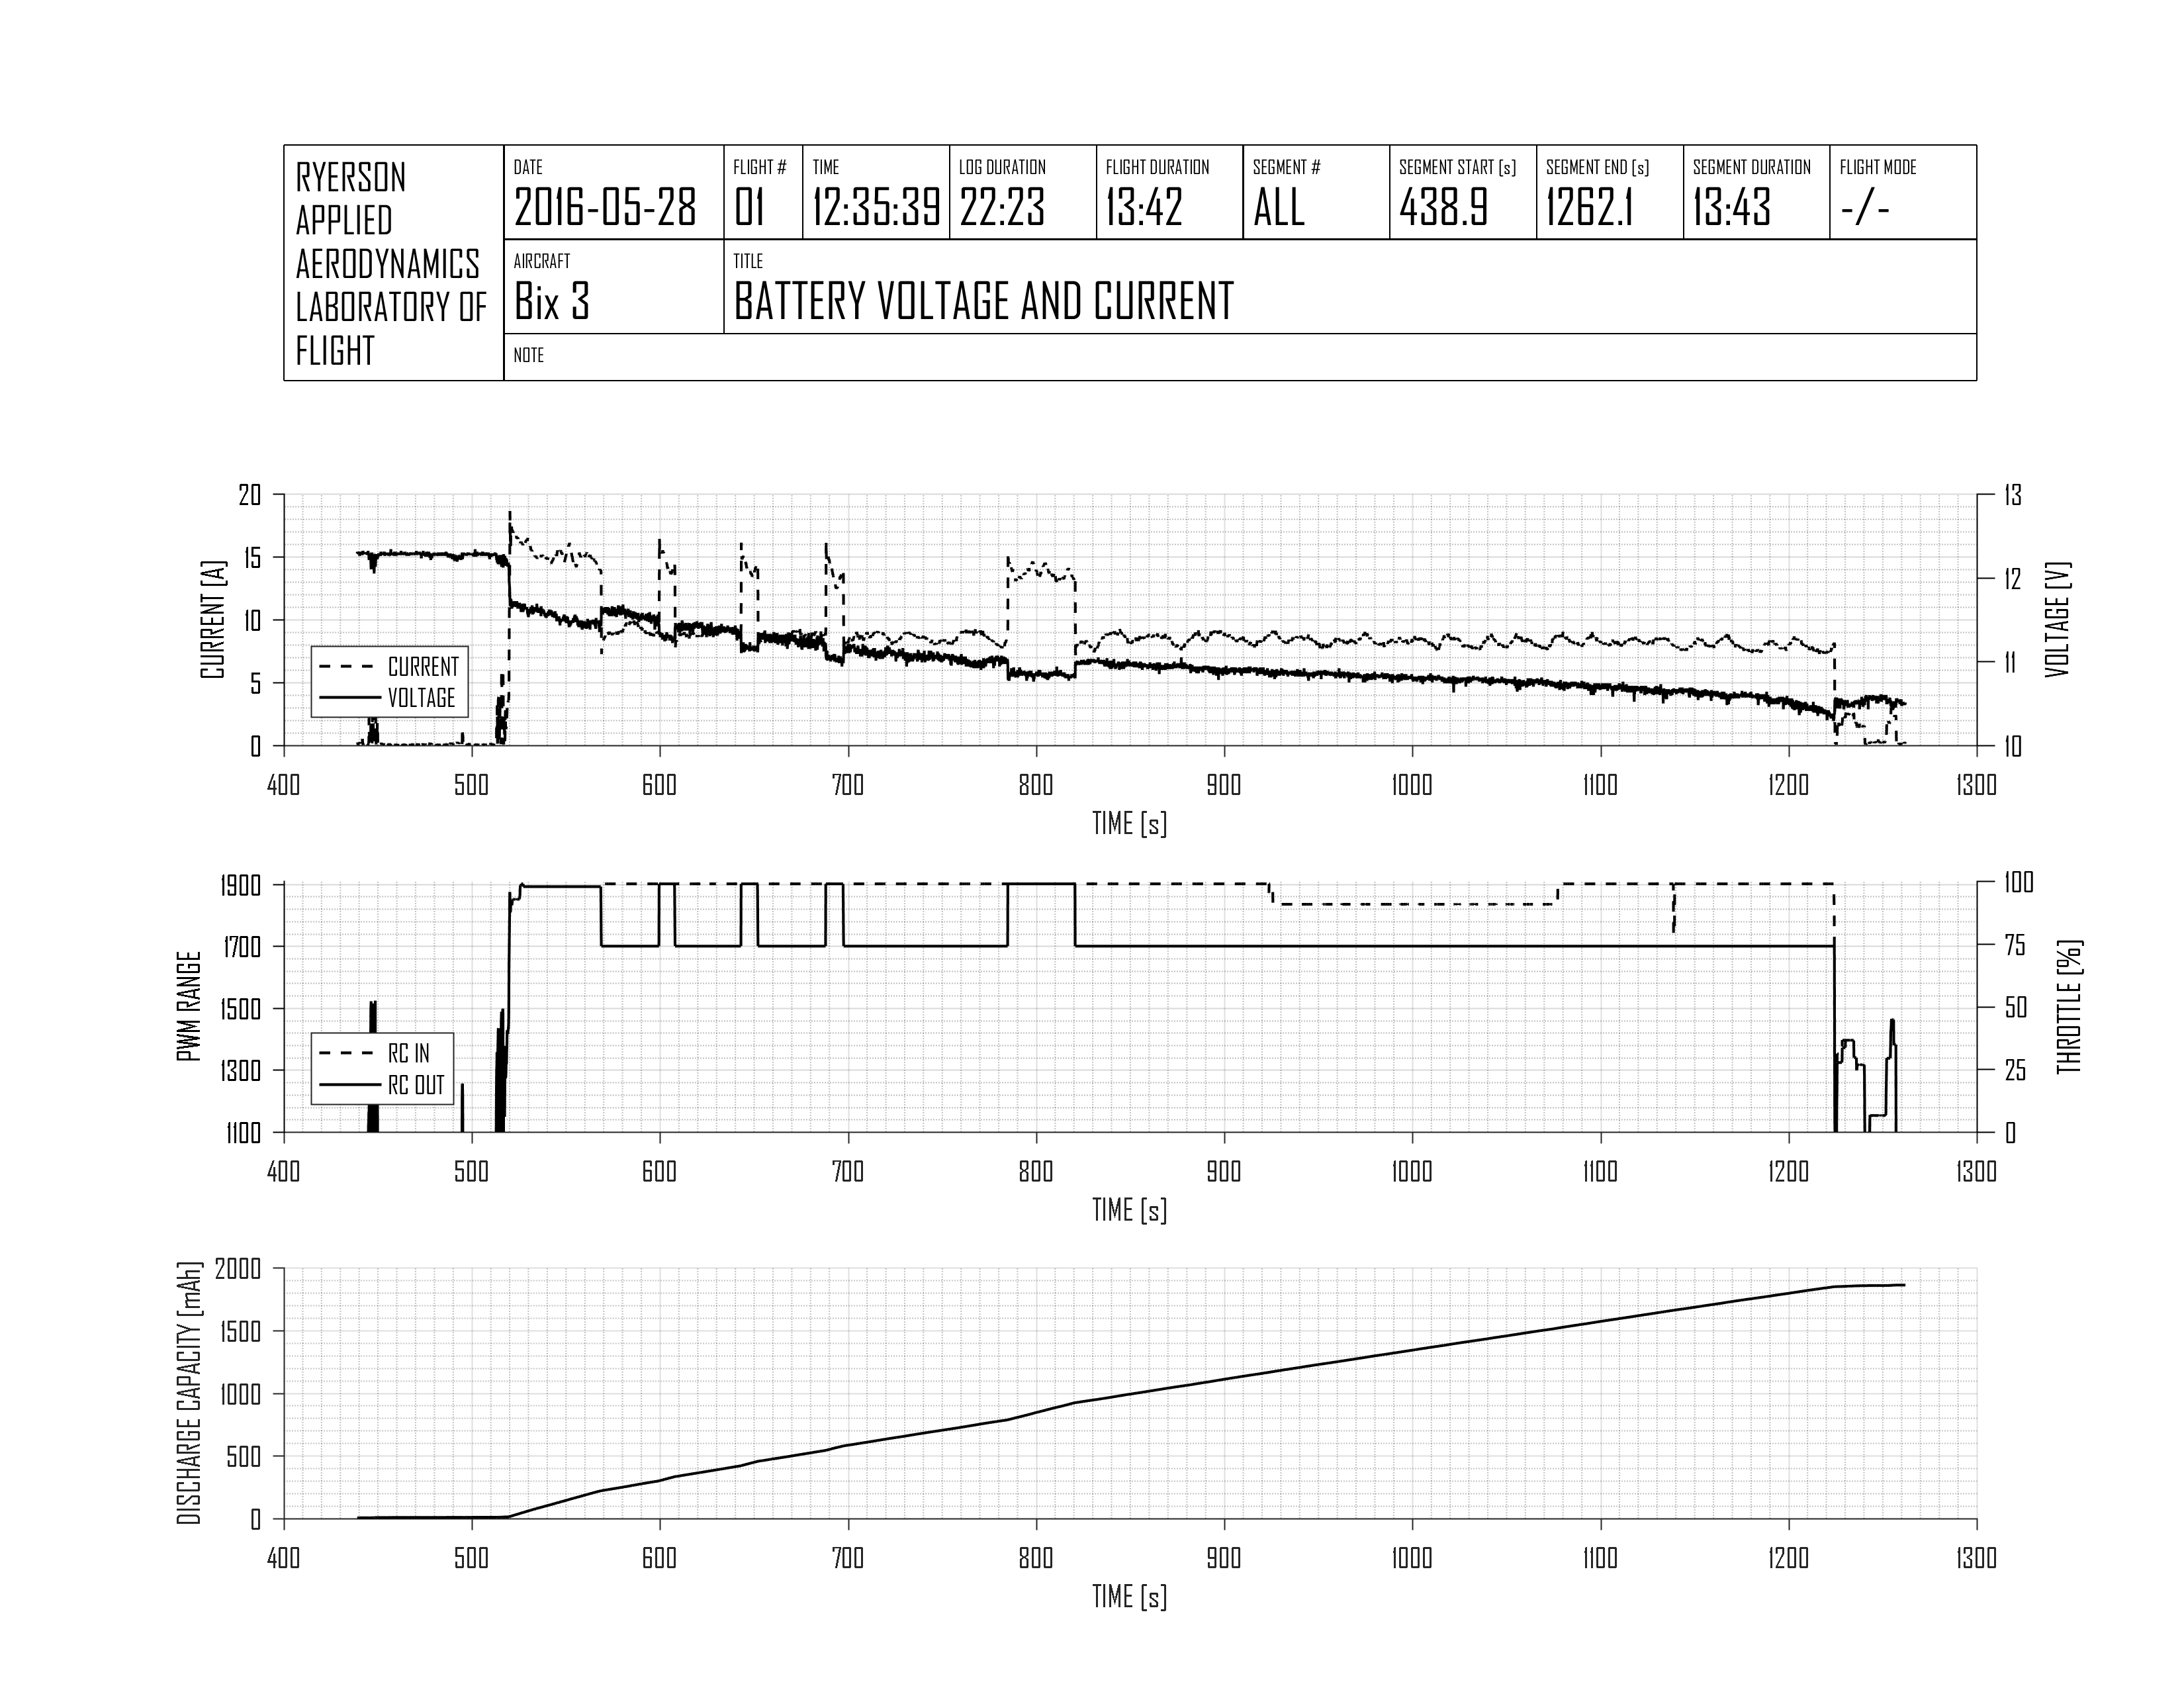 RYERSON
APPLIED
AERODYNAMICS
LABORATORY OF
FLIGHT
DATE
2016-05-28
FLIGHT #
01
TIME
12:35:39
LOG DURATION
22:23
FLIGHT DURATION
13:42
SEGMENT #
ALL
SEGMENT START [s]
438.9
SEGMENT END [s]
1262.1
SEGMENT DURATION
13:43
FLIGHT MODE
-/-
AIRCRAFT
Bix 3
TITLE
BATTERY VOLTAGE AND CURRENT
NOTE
CURRENT [A]
20
15
10
5
0
CURRENT
VOLTAGE
13
12
11
10
VOLTAGE [V]
400 500 600 700 800 900 1000 1100 1200 1300
TIME [s]
PWM RANGE
1900
1700
1500
1300
1100
RC IN
RC OUT
100
75
50
25
0
THROTTLE [%]
400 500 600 700 800 900 1000 1100 1200 1300
TIME [s]
DISCHARGE CAPACITY [mAh]
2000
1500
1000
500
0
400 500 600 700 800 900 1000 1100 1200 1300
TIME [s]